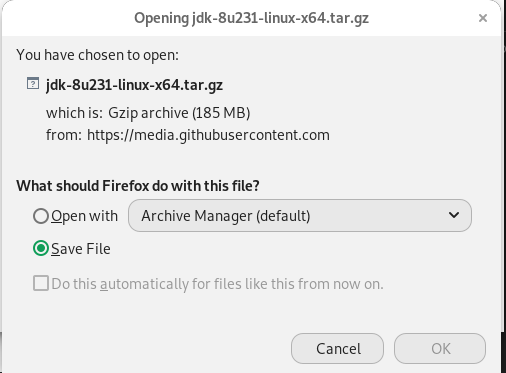 Opening jdk-8u231-linux-x64.tar.gz
You have chosen to open:
jdk-8u231-linux-x64.tar.gz
which is: Gzip archive (185 MB)
from: https://media.githubusercontent.com
What should Firefox do with this file?
Open with Archive Manager (default)
Save File
Do this automatically for files like this from now on.
Cancel OK